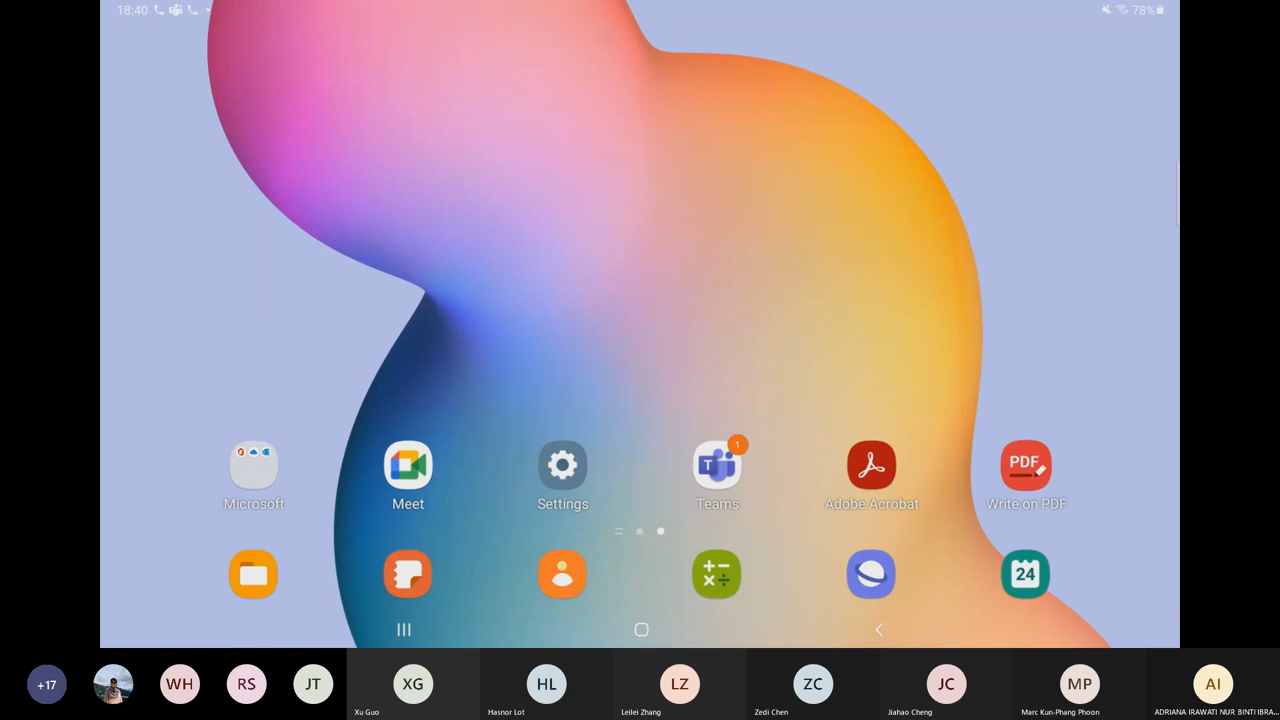 18:40
78%
1
T
PDF
Microsoft
Meet
Settings
Teams
Adobe Acrobat
Write on PDF
24
+17
WH
RS
JT
XG
HL
LZ
ZC
JC
MP
AI
Xu Guo
Hasnor Lot
Leilei Zhang
Zedi Chen
Jiahao Cheng
Marc Kun-Phang Phoon
ADRIANA IRAWATI NUR BINTI IBRA...